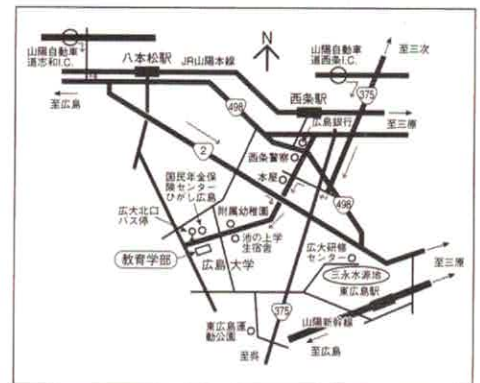 山陽自動車
道志和I.C.
八本松駅
JR山陽本線
N
山陽自動車
道西条I.C.
至三次
375
至広島
498
西条駅
広島銀行
至三原
2
西条警察
本屋
国民年金保
険センター
ひがし広島
広大北口
バス停
附属幼稚園
池の上学
生宿舎
498
教育学部
広島大学
広大研修
センター
三永水源地
東広島駅
至三原
375
山陽新幹線
東広島運
動公園
至広島
至呉